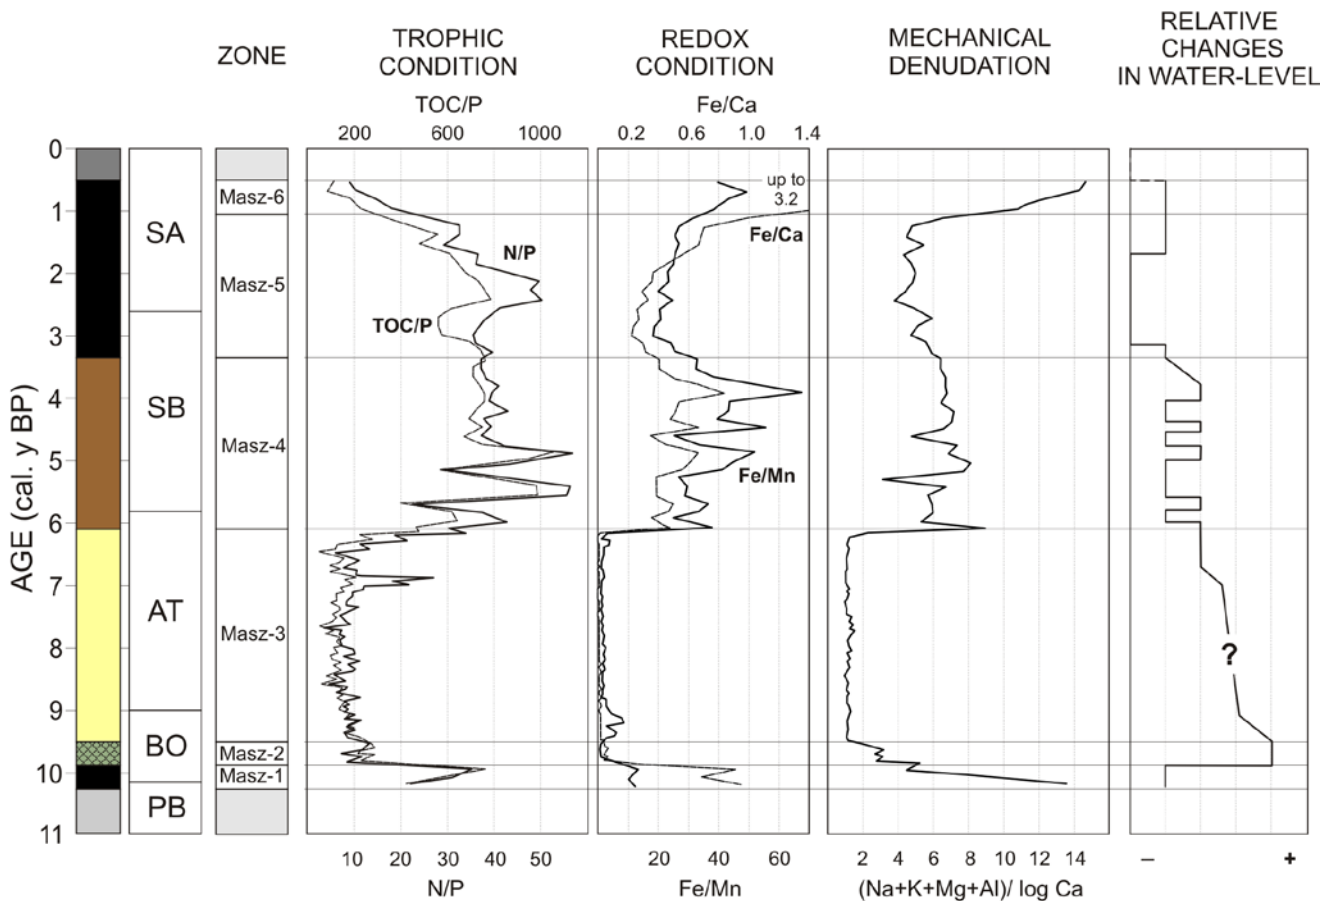 ZONE
TROPHIC
CONDITION
TOC/P
200 600 1000
REDOX
CONDITION
Fe/Ca
0.2 0.6 1.0 1.4
MECHANICAL
DENUDATION
RELATIVE
CHANGES
IN WATER-LEVEL
AGE (cal. y BP)
0
1
2
3
4
5
6
7
8
9
10
11
SA
SB
AT
BO
PB
Masz-6
Masz-5
Masz-4
Masz-3
Masz-2
Masz-1
N/P
TOC/P
up to
3.2
Fe/Ca
Fe/Mn
?
10 20 30 40 50
N/P
20 40 60
Fe/Mn
2 4 6 8 10 12 14
(Na+K+Mg+Al)/ log Ca
– +